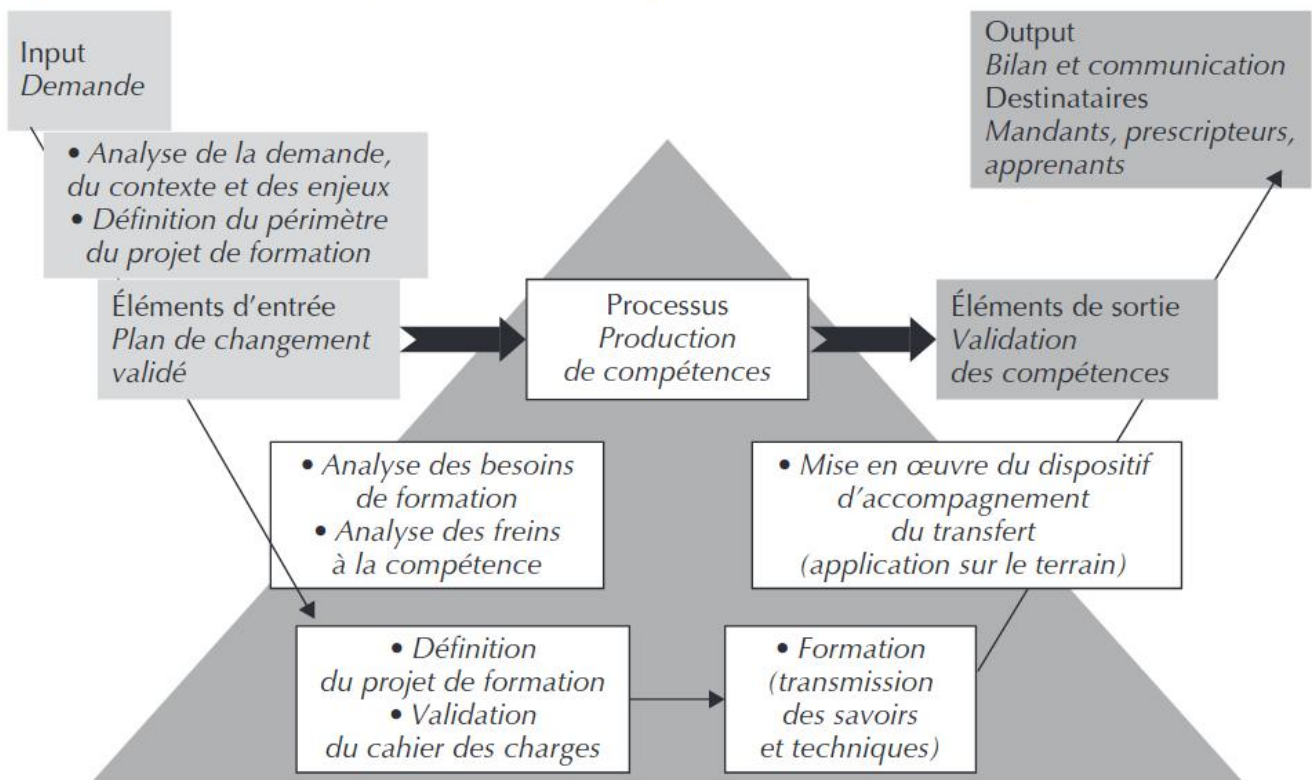 Input
Demande
• Analyse de la demande,
du contexte et des enjeux
• Définition du périmètre
du projet de formation
Éléments d'entrée
Plan de changement
validé
Processus
Production
de compétences
Éléments de sortie
Validation
des compétences
Output
Bilan et communication
Destinataires
Mandants, prescripteurs,
apprenants
• Analyse des besoins
de formation
• Analyse des freins
à la compétence
• Mise en œuvre du dispositif
d'accompagnement
du transfert
(application sur le terrain)
• Définition
du projet de formation
• Validation
du cahier des charges
• Formation
(transmission
des savoirs
et techniques)